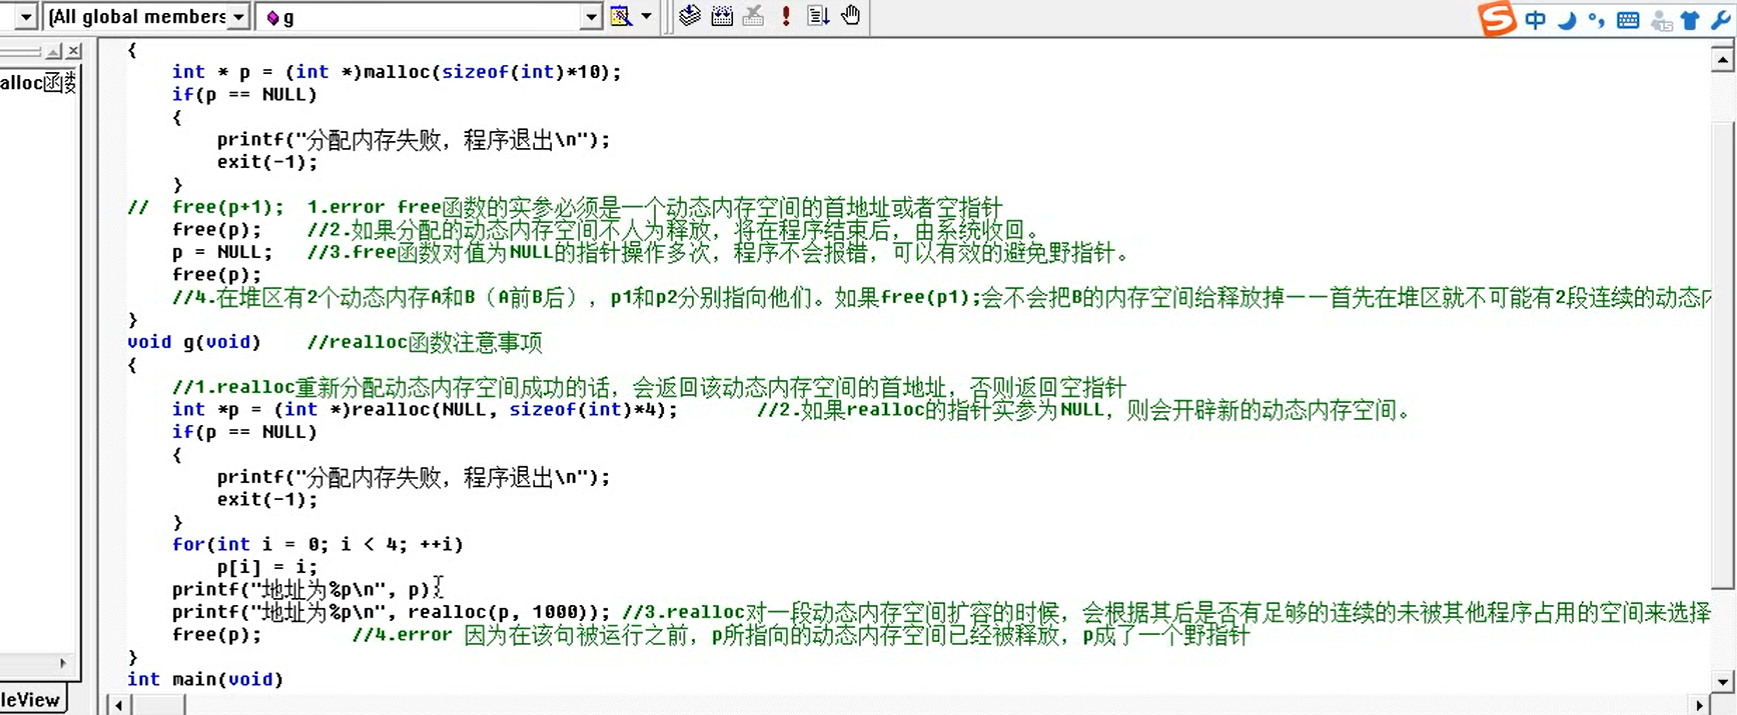 (All global members
g
中
alloc函数
{
int * p = (int *)malloc(sizeof(int)*10);
if(p == NULL)
{
printf("分配内存失败，程序退出\n");
exit(-1);
}
// free(p+1); 1.error free函数的实参必须是一个动态内存空间的首地址或者空指针
free(p); //2.如果分配的动态内存空间不人为释放，将在程序结束后，由系统收回。
p = NULL; //3.free函数对值为NULL的指针操作多次，程序不会报错，可以有效的避免野指针。
free(p);
//4.在堆区有2个动态内存A和B（A前B后），p1和p2分别指向他们。如果free(p1);会不会把B的内存空间给释放掉——首先在堆区就不可能有2段连续的动态内
}
void g(void) //realloc函数注意事项
{
//1.realloc重新分配动态内存空间成功的话，会返回该动态内存空间的首地址，否则返回空指针
int *p = (int *)realloc(NULL, sizeof(int)*4); //2.如果realloc的指针实参为NULL，则会开辟新的动态内存空间。
if(p == NULL)
{
printf("分配内存失败，程序退出\n");
exit(-1);
}
for(int i = 0; i < 4; ++i)
p[i] = i;
printf("地址为%p\n", p);
printf("地址为%p\n", realloc(p, 1000)); //3.realloc对一段动态内存空间扩容的时候，会根据其后是否有足够的连续的未被其他程序占用的空间来选择
free(p); //4.error 因为在该句被运行之前，p所指向的动态内存空间已经被释放，p成了一个野指针
}
int main(void)
leView